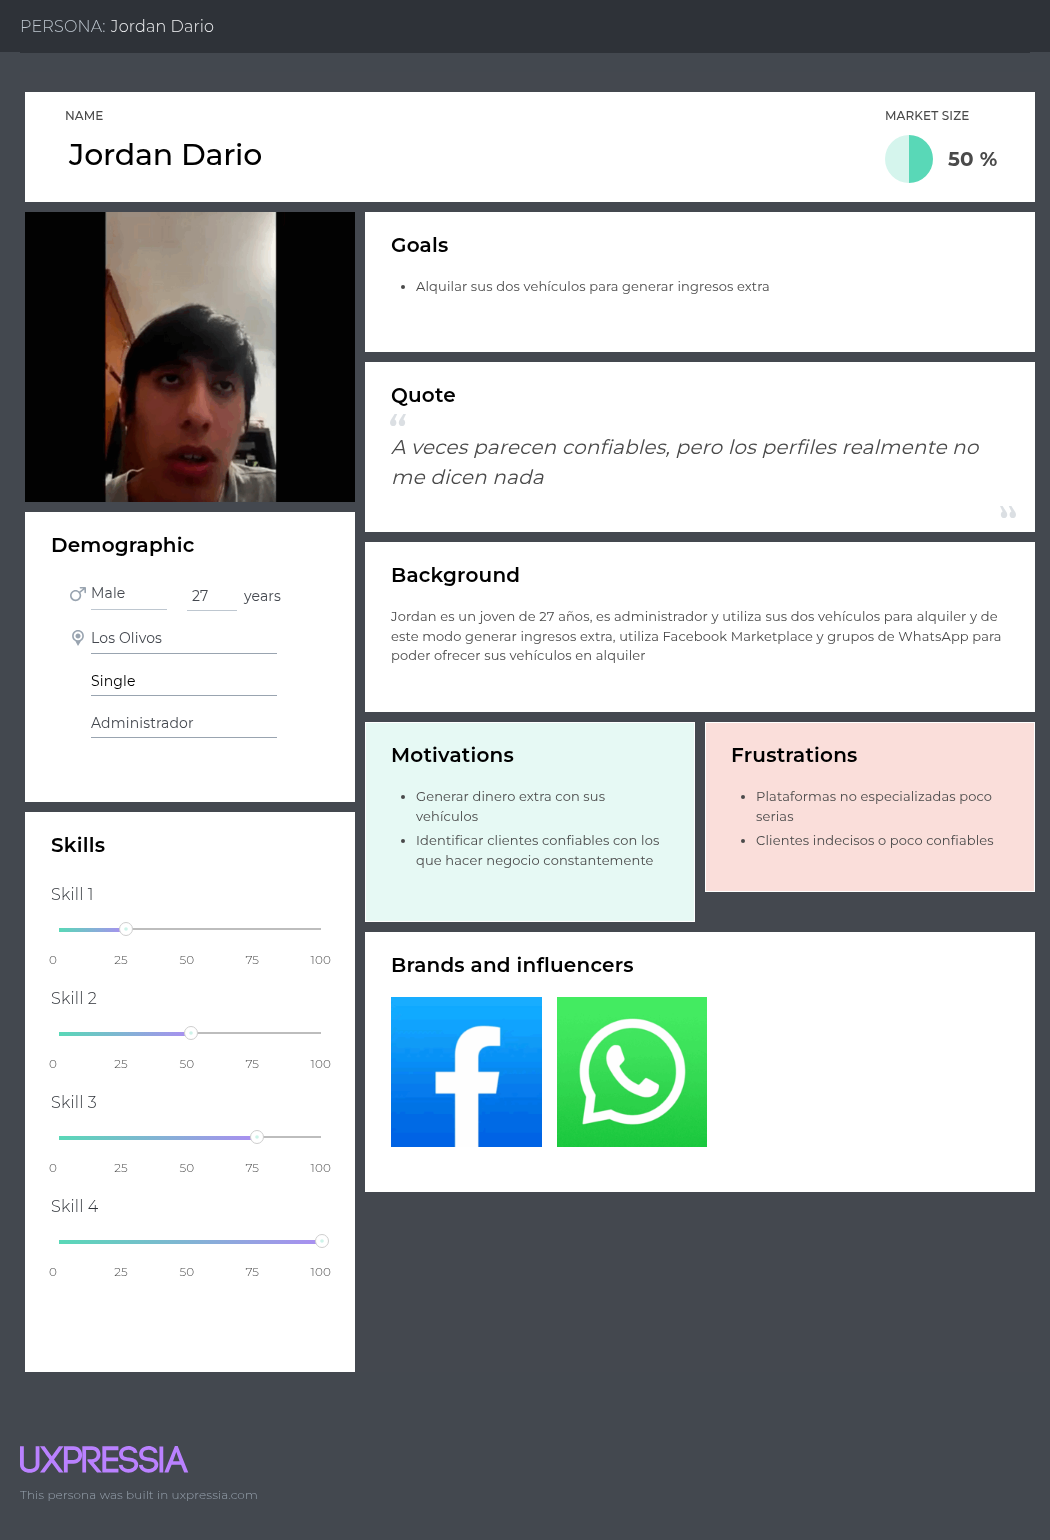 PERSONA: Jordan Dario
NAME
Jordan Dario
MARKET SIZE
50 %
Goals
Alquilar sus dos vehículos para generar ingresos extra
Quote
“
A veces parecen confiables, pero los perfiles realmente no
me dicen nada
”
Demographic
Male
27 years
Los Olivos
Single
Administrador
Background
Jordan es un joven de 27 años, es administrador y utiliza sus dos vehículos para alquiler y de
este modo generar ingresos extra, utiliza Facebook Marketplace y grupos de WhatsApp para
poder ofrecer sus vehículos en alquiler
Motivations
Generar dinero extra con sus
vehículos
Identificar clientes confiables con los
que hacer negocio constantemente
Frustrations
Plataformas no especializadas poco
serias
Clientes indecisos o poco confiables
Skills
Skill 1
0 25 50 75 100
Skill 2
0 25 50 75 100
Skill 3
0 25 50 75 100
Skill 4
0 25 50 75 100
Brands and influencers
f
UXPRESSIA
This persona was built in uxpressia.com